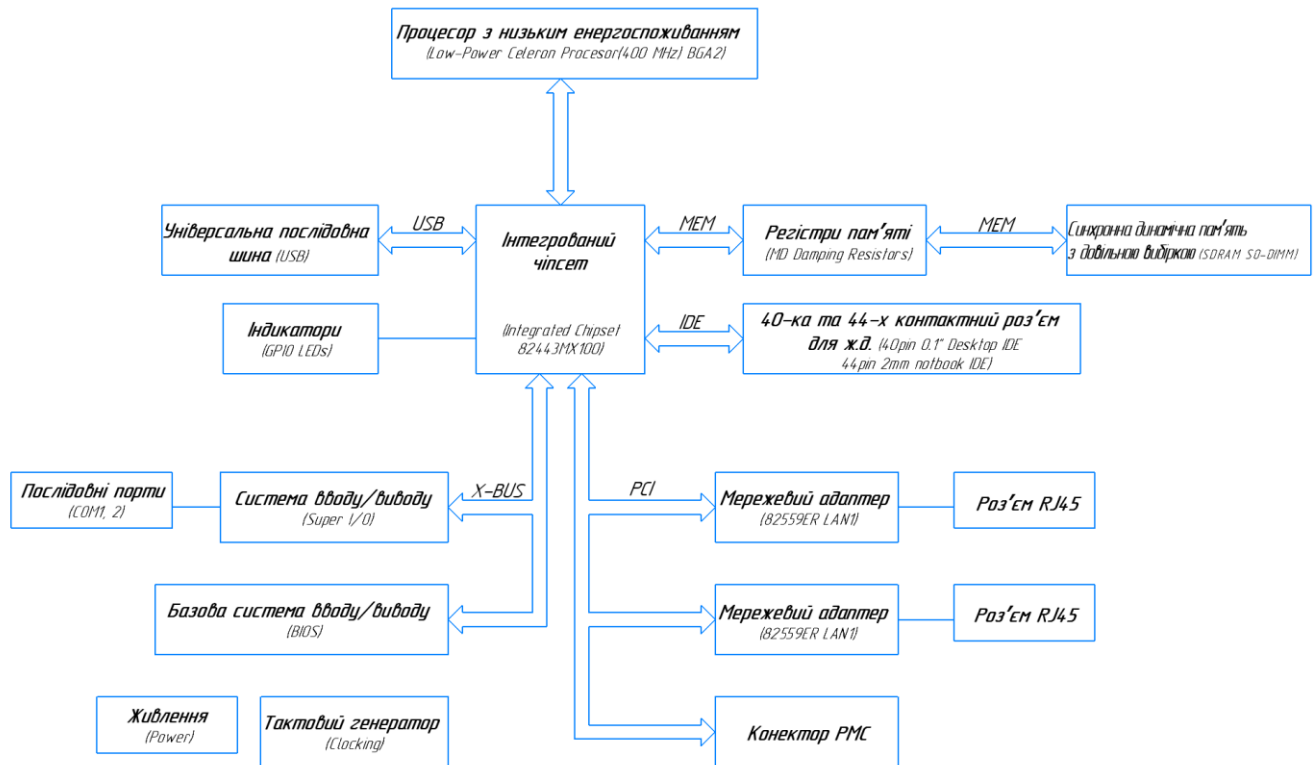 Процесор з низьким енергоспоживанням
(Low-Power Celeron Procesor(400 MHz) BGA2)
Універсальна послідовна
шина (USB)
USB
Інтегрований
чіпсет
(Integrated Chipset
82443MX100)
MEM
Регістри пам'яті
(MD Damping Resistors)
MEM
Синхронна динамічна пам'ять
з довільною вибіркою (SDRAM SO-DIMM)
Індикатори
(GPIO LEDs)
IDE
40-ка та 44-х контактний роз'єм
для ж.д. (40pin 0.1" Desktop IDE
44pin 2mm notbook IDE)
Послідовні порти
(COM1, 2)
Система вводу/виводу
(Super I/O)
X-BUS
PCI
Мережевий адаптер
(82559ER LAN1)
Роз'єм RJ45
Базова система вводу/виводу
(BIOS)
Мережевий адаптер
(82559ER LAN1)
Роз'єм RJ45
Живлення
(Power)
Тактовий генератор
(Clocking)
Конектор PMC